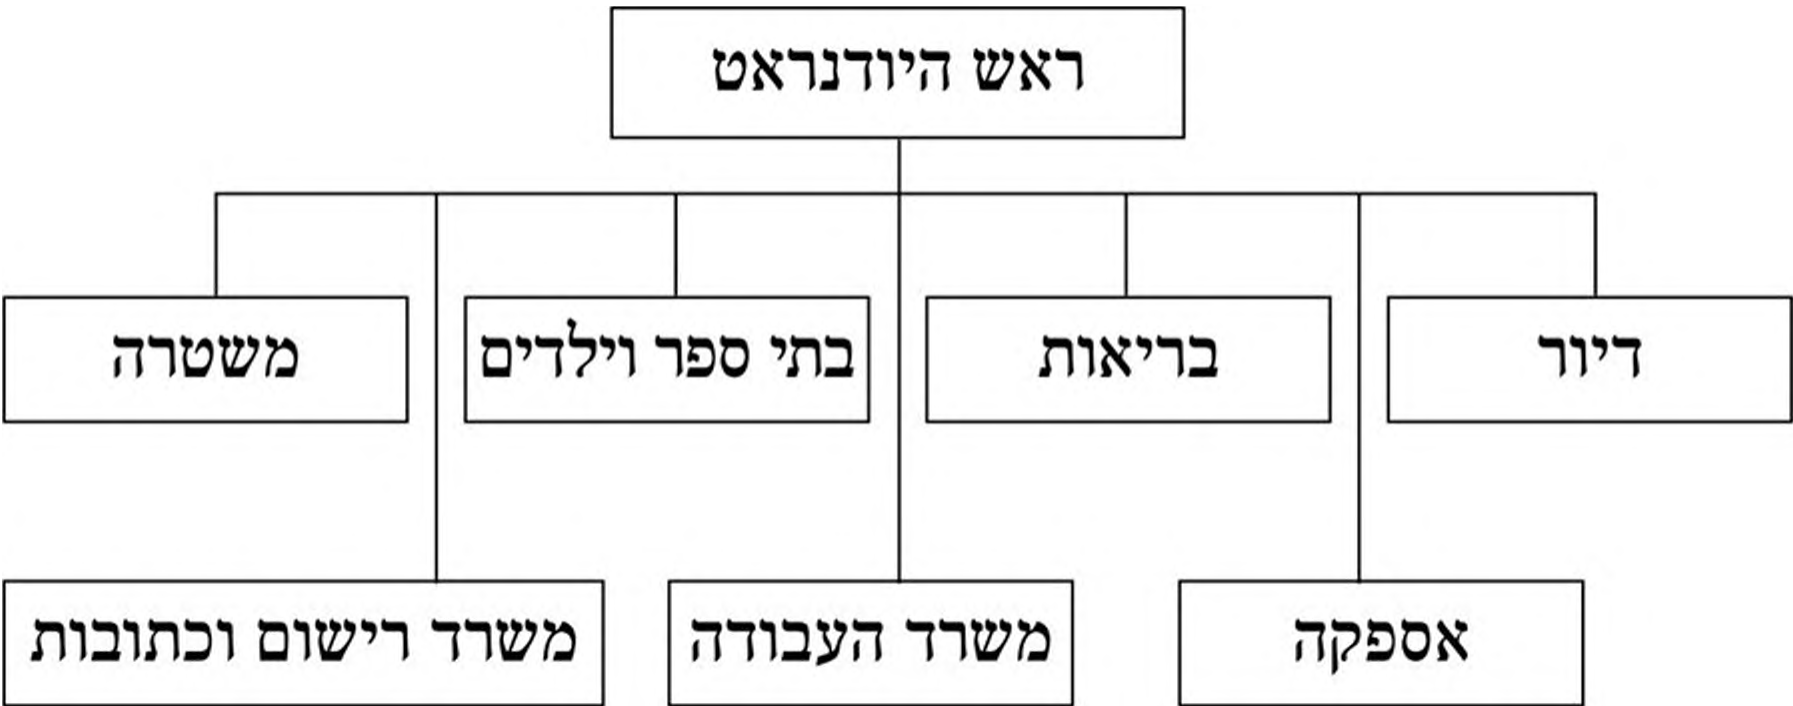 ראש היודנראט
דיור
בריאות
בתי ספר וילדים
משטרה
אספקה
משרד העבודה
משרד רישום וכתובות